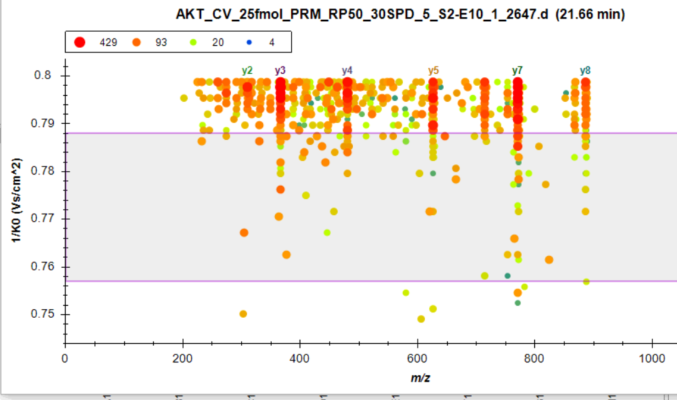 AKT_CV_25fmol_PRM_RP50_30SPD_5_S2-E10_1_2647.d (21.66 min)
429 93 20 4
y2 y3 y4 y5 y7 y8
0.8
0.79
0.78
0.77
0.76
0.75
1/K0 (Vs/cm^2)
0 200 400 600 800 1000
m/z